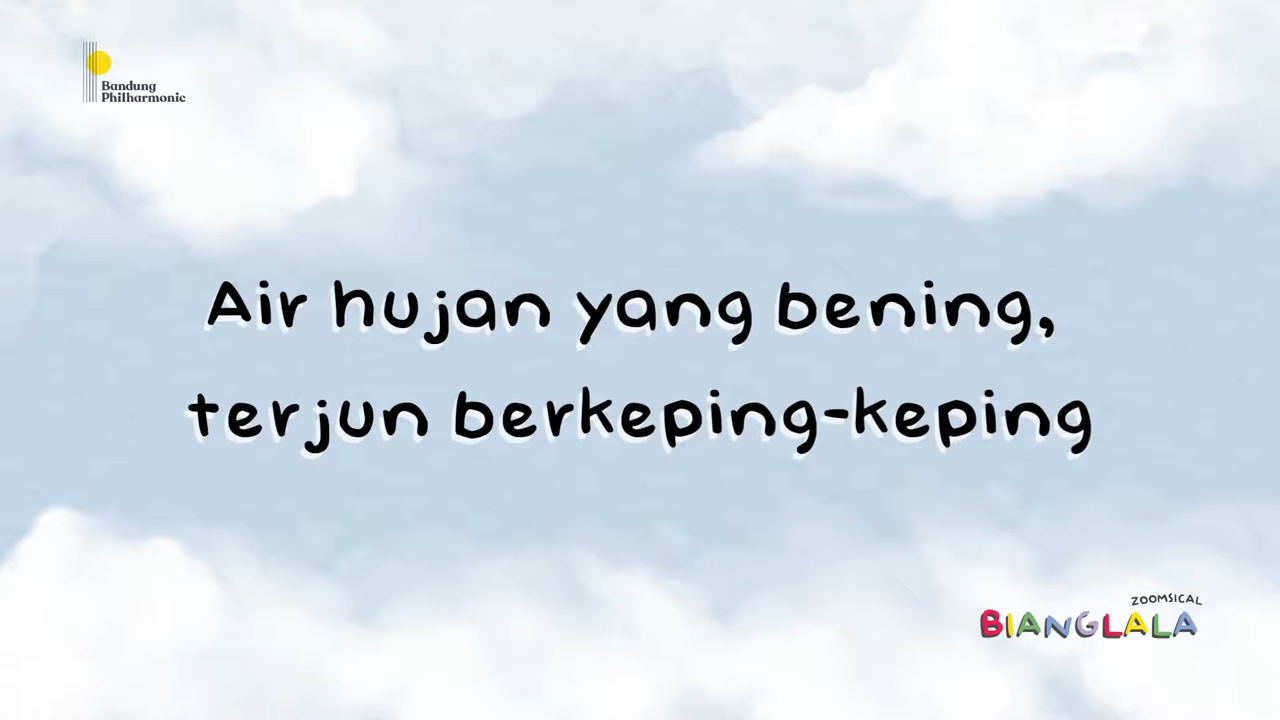 Bandung
Philharmonic
Air hujan yang bening,
terjun berkeping-keping
ZOOMSICAL
BIANGLALA